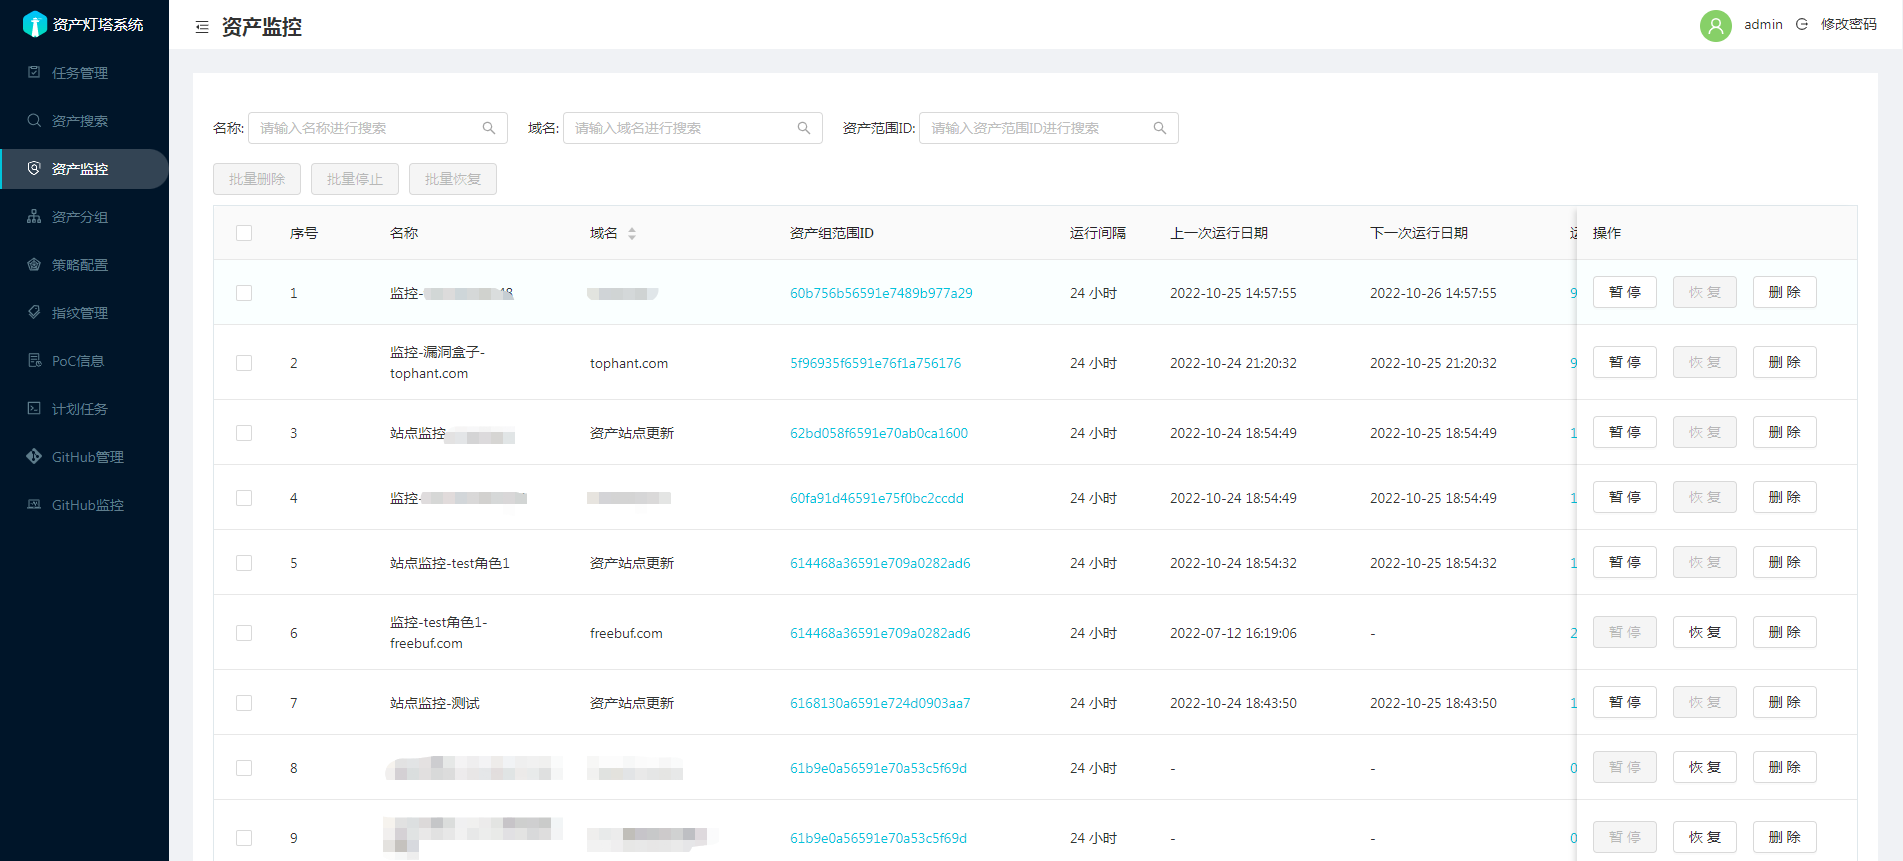 资产灯塔系统
资产监控
admin
修改密码
任务管理
资产搜索
资产监控
资产分组
策略配置
指纹管理
PoC信息
计划任务
GitHub管理
GitHub监控
名称: 请输入名称进行搜索
域名: 请输入域名进行搜索
资产范围ID: 请输入资产范围ID进行搜索
批量删除 批量停止 批量恢复
序号 名称 域名 资产组范围ID 运行间隔 上一次运行日期 下一次运行日期 操作
1 监控- 60b756b56591e7489b977a29 24 小时 2022-10-25 14:57:55 2022-10-26 14:57:55 9 暂 停 恢 复 删 除
2 监控-漏洞盒子-
tophant.com tophant.com 5f96935f6591e76f1a756176 24 小时 2022-10-24 21:20:32 2022-10-25 21:20:32 9 暂 停 恢 复 删 除
3 站点监控 资产站点更新 62bd058f6591e70ab0ca1600 24 小时 2022-10-24 18:54:49 2022-10-25 18:54:49 1 暂 停 恢 复 删 除
4 监控- 60fa91d46591e75f0bc2ccdd 24 小时 2022-10-24 18:54:49 2022-10-25 18:54:49 1 暂 停 恢 复 删 除
5 站点监控-test角色1 资产站点更新 614468a36591e709a0282ad6 24 小时 2022-10-24 18:54:32 2022-10-25 18:54:32 1 暂 停 恢 复 删 除
6 监控-test角色1-
freebuf.com freebuf.com 614468a36591e709a0282ad6 24 小时 2022-07-12 16:19:06 - 2 暂 停 恢 复 删 除
7 站点监控-测试 资产站点更新 6168130a6591e724d0903aa7 24 小时 2022-10-24 18:43:50 2022-10-25 18:43:50 1 暂 停 恢 复 删 除
8 61b9e0a56591e70a53c5f69d 24 小时 - - 0 暂 停 恢 复 删 除
9 61b9e0a56591e70a53c5f69d 24 小时 - - 0 暂 停 恢 复 删 除